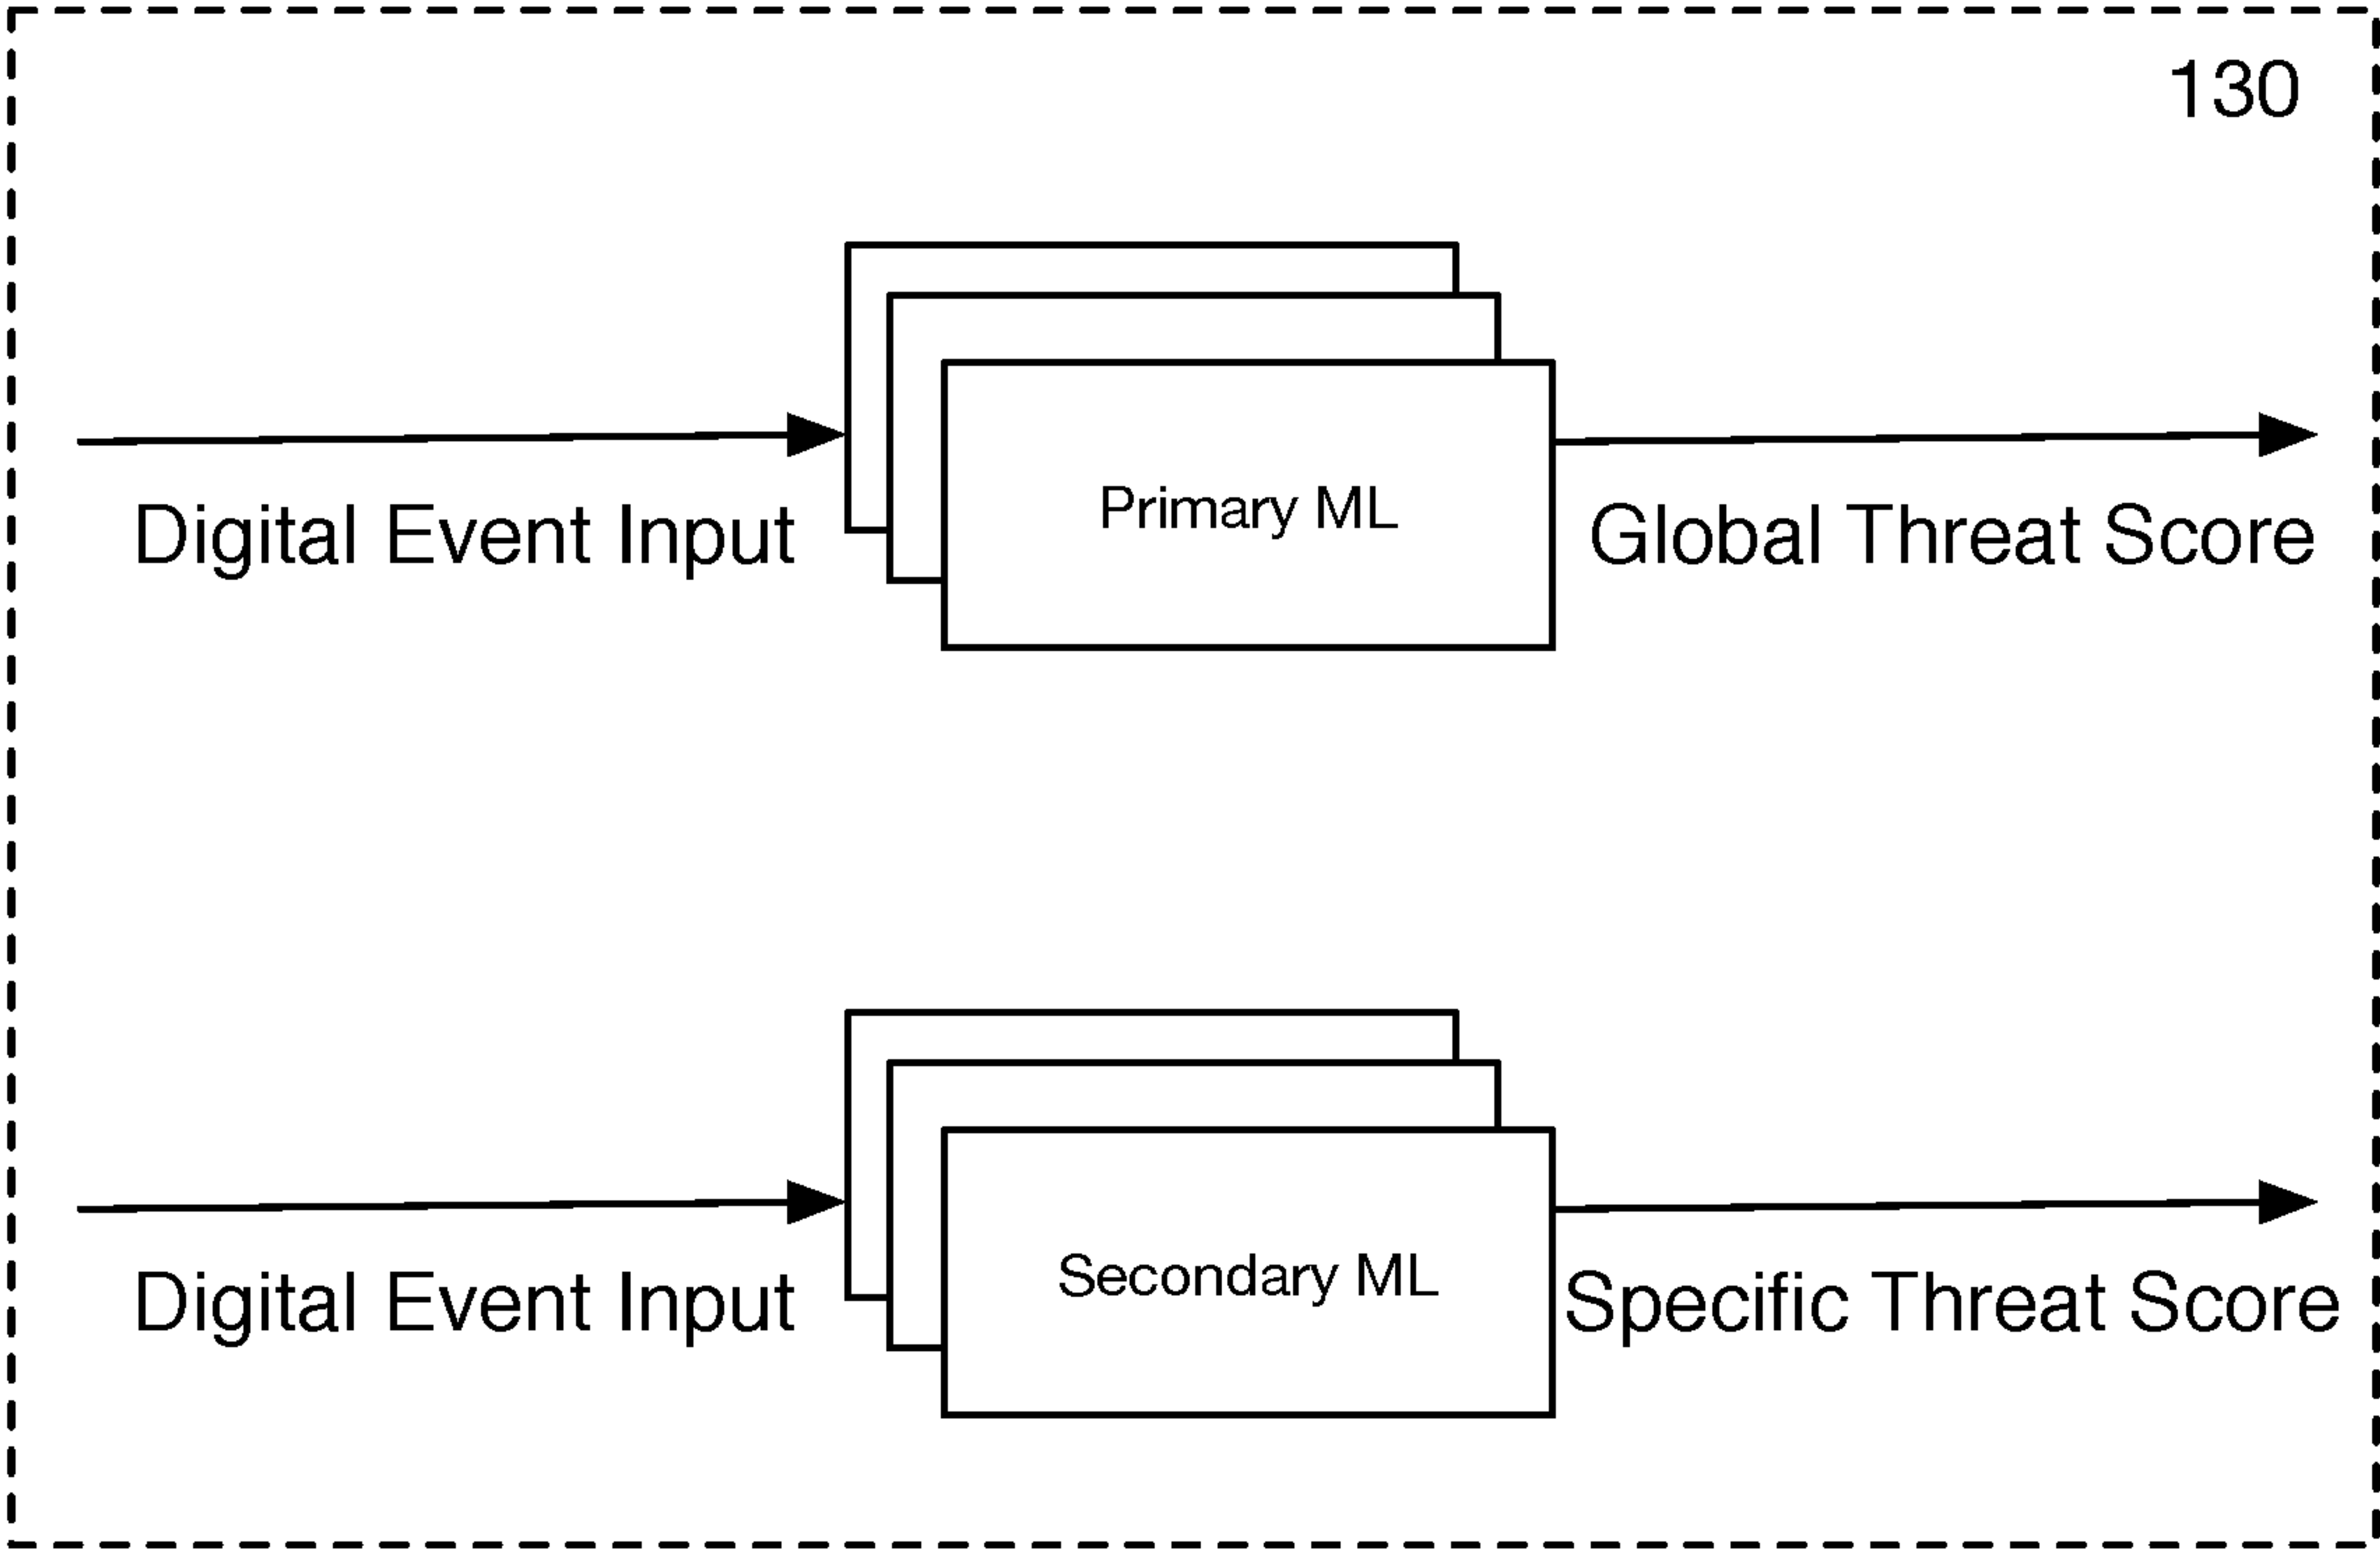 130
Digital Event Input
Primary ML
Global Threat Score
Digital Event Input
Secondary ML
Specific Threat Score